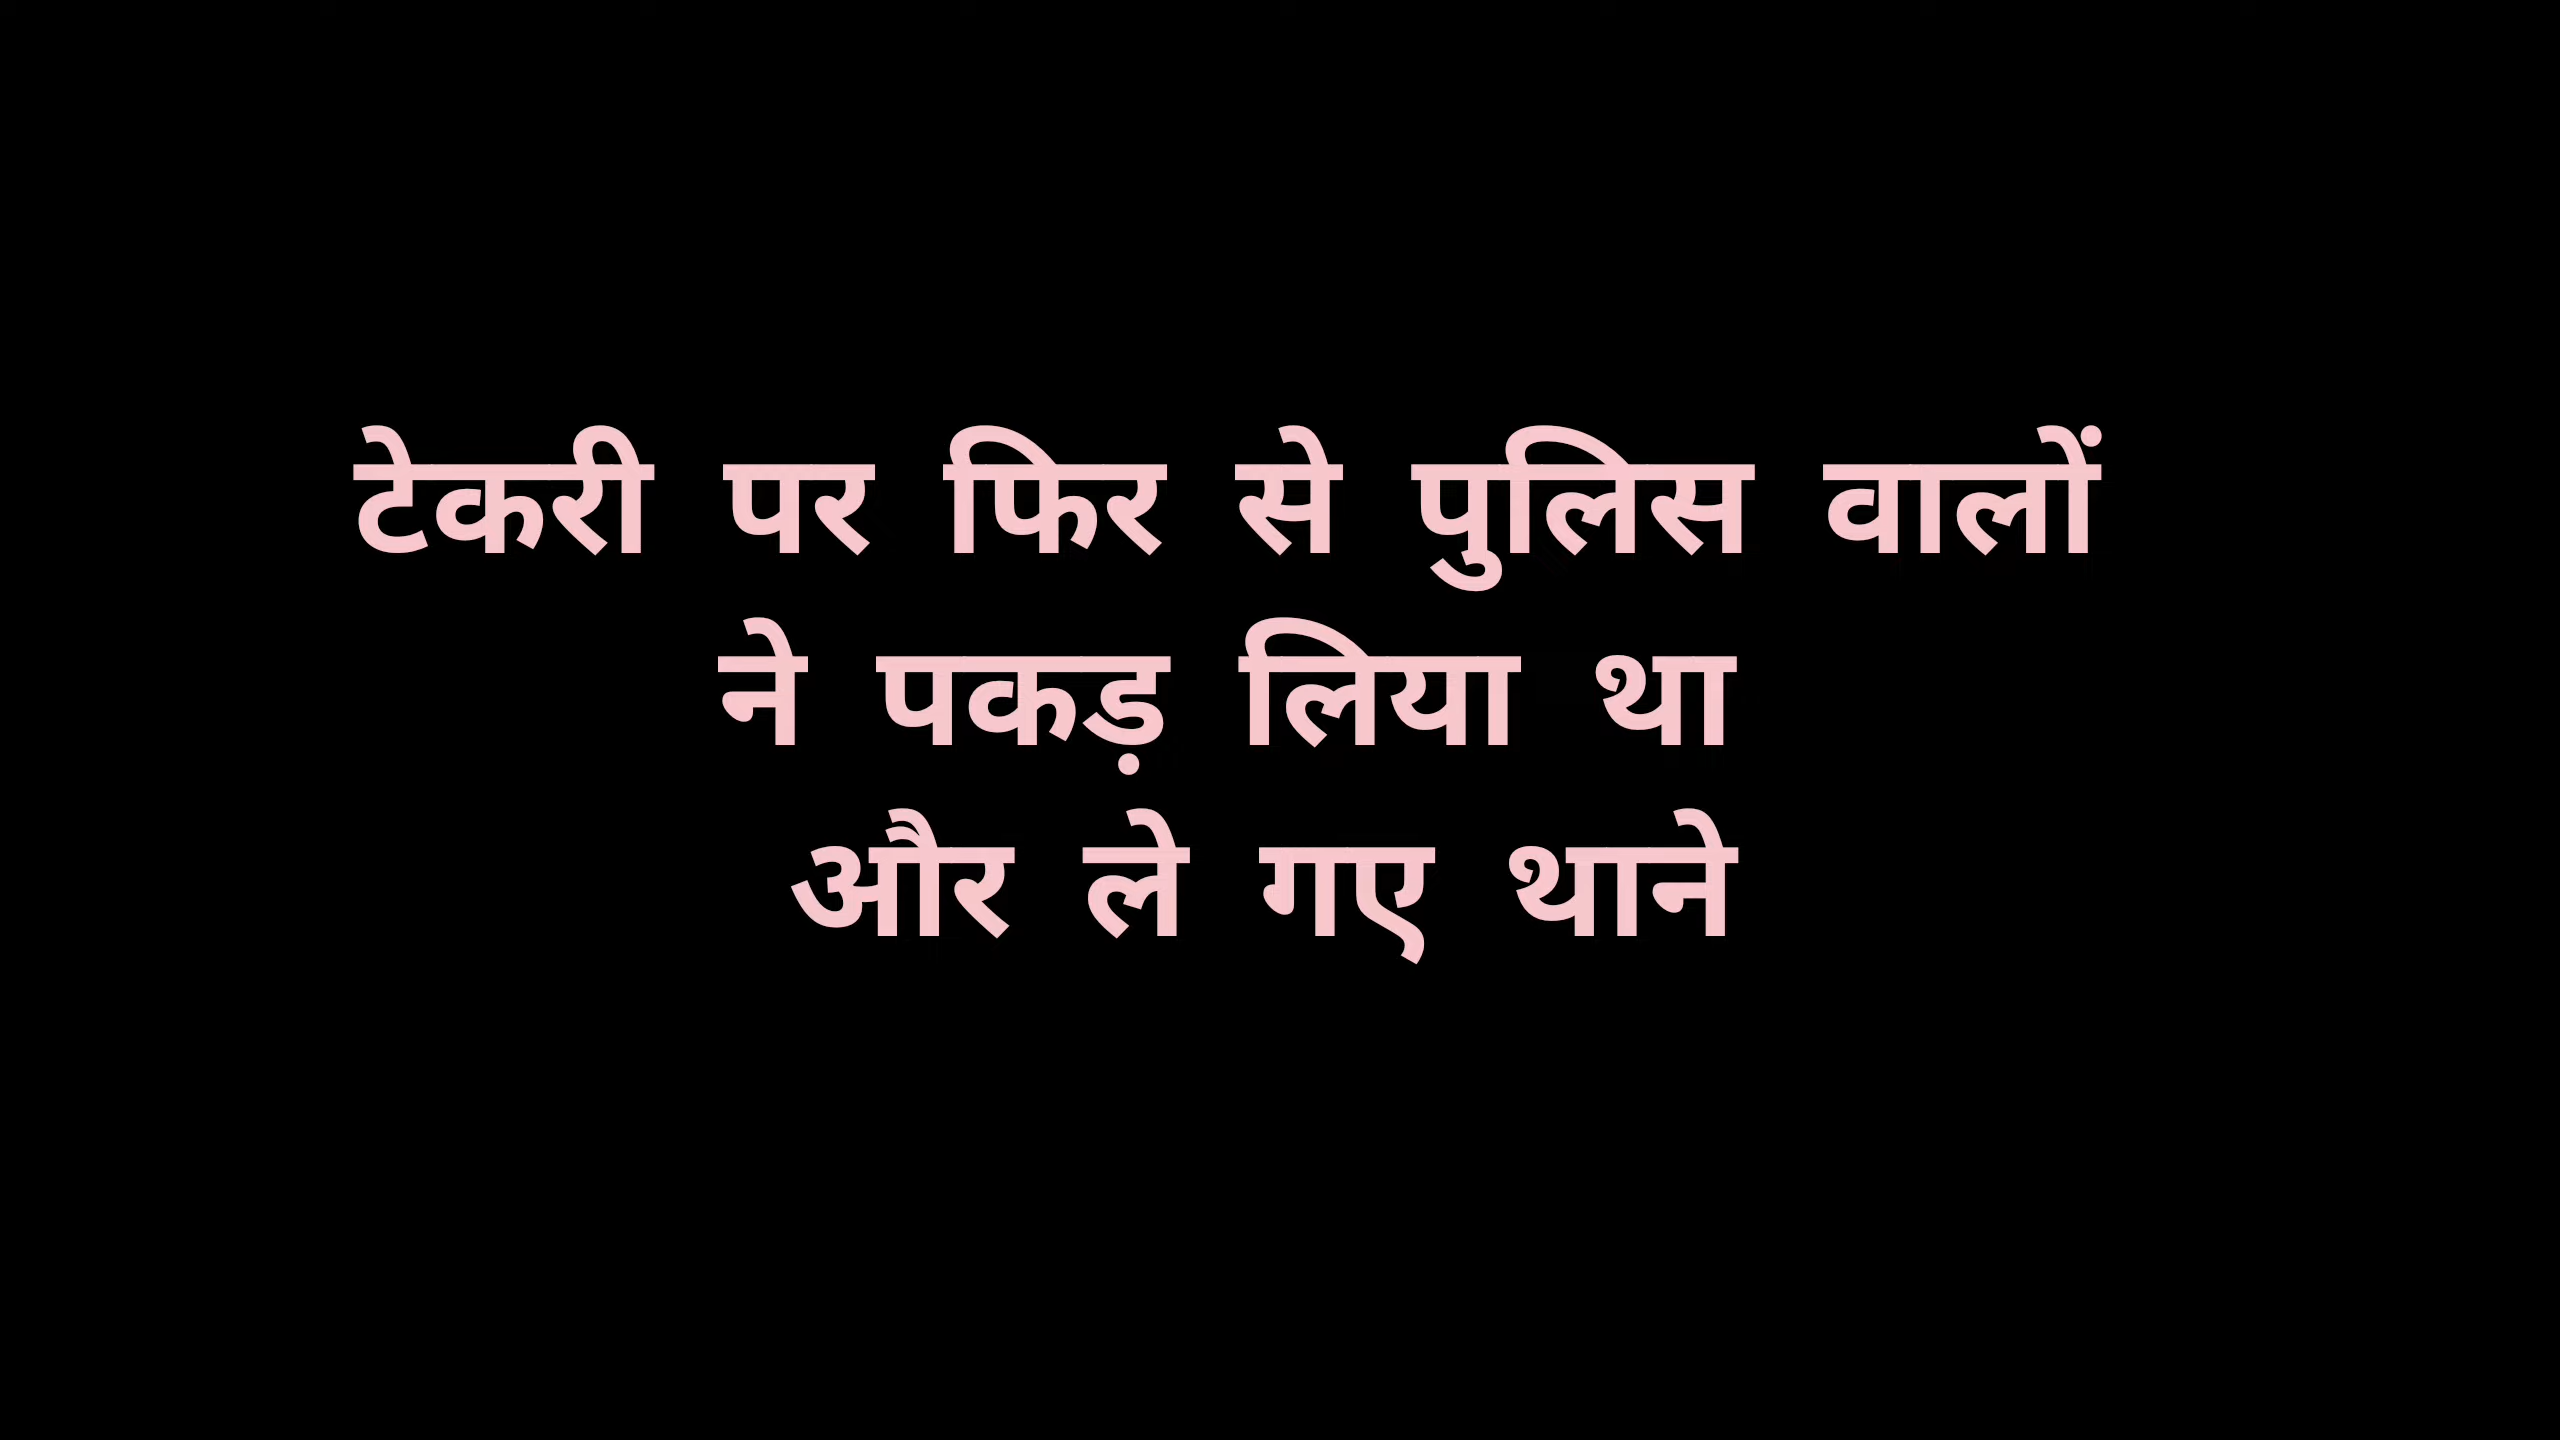 टेकरी पर फिर से पुलिस वालों
ने पकड़ लिया था
और ले गए थाने